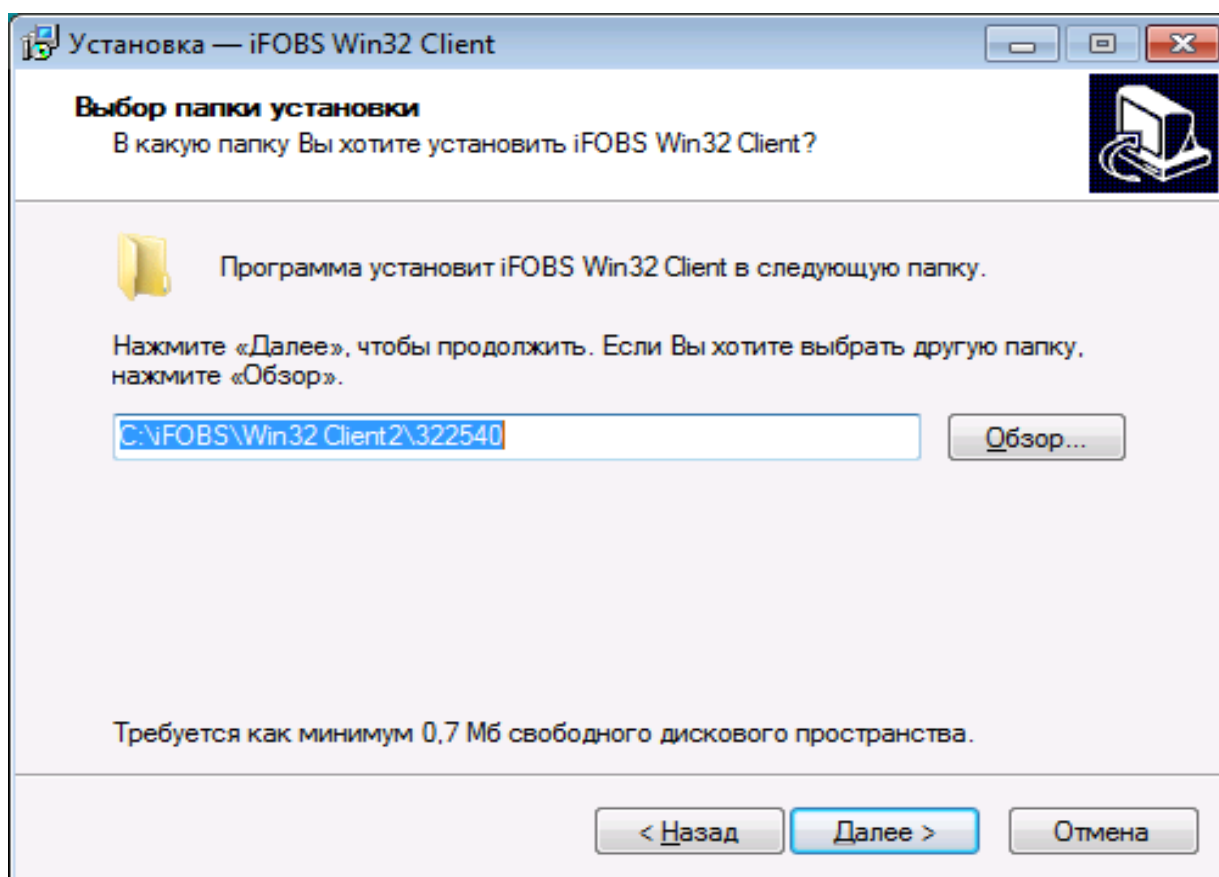 Установка — iFOBS Win32 Client
Выбор папки установки
В какую папку Вы хотите установить iFOBS Win32 Client?
Программа установит iFOBS Win32 Client в следующую папку.
Нажмите «Далее», чтобы продолжить. Если Вы хотите выбрать другую папку,
нажмите «Обзор».
C:\iFOBS\Win32 Client2\322540
Обзор...
Требуется как минимум 0,7 Мб свободного дискового пространства.
< Назад Далее > Отмена